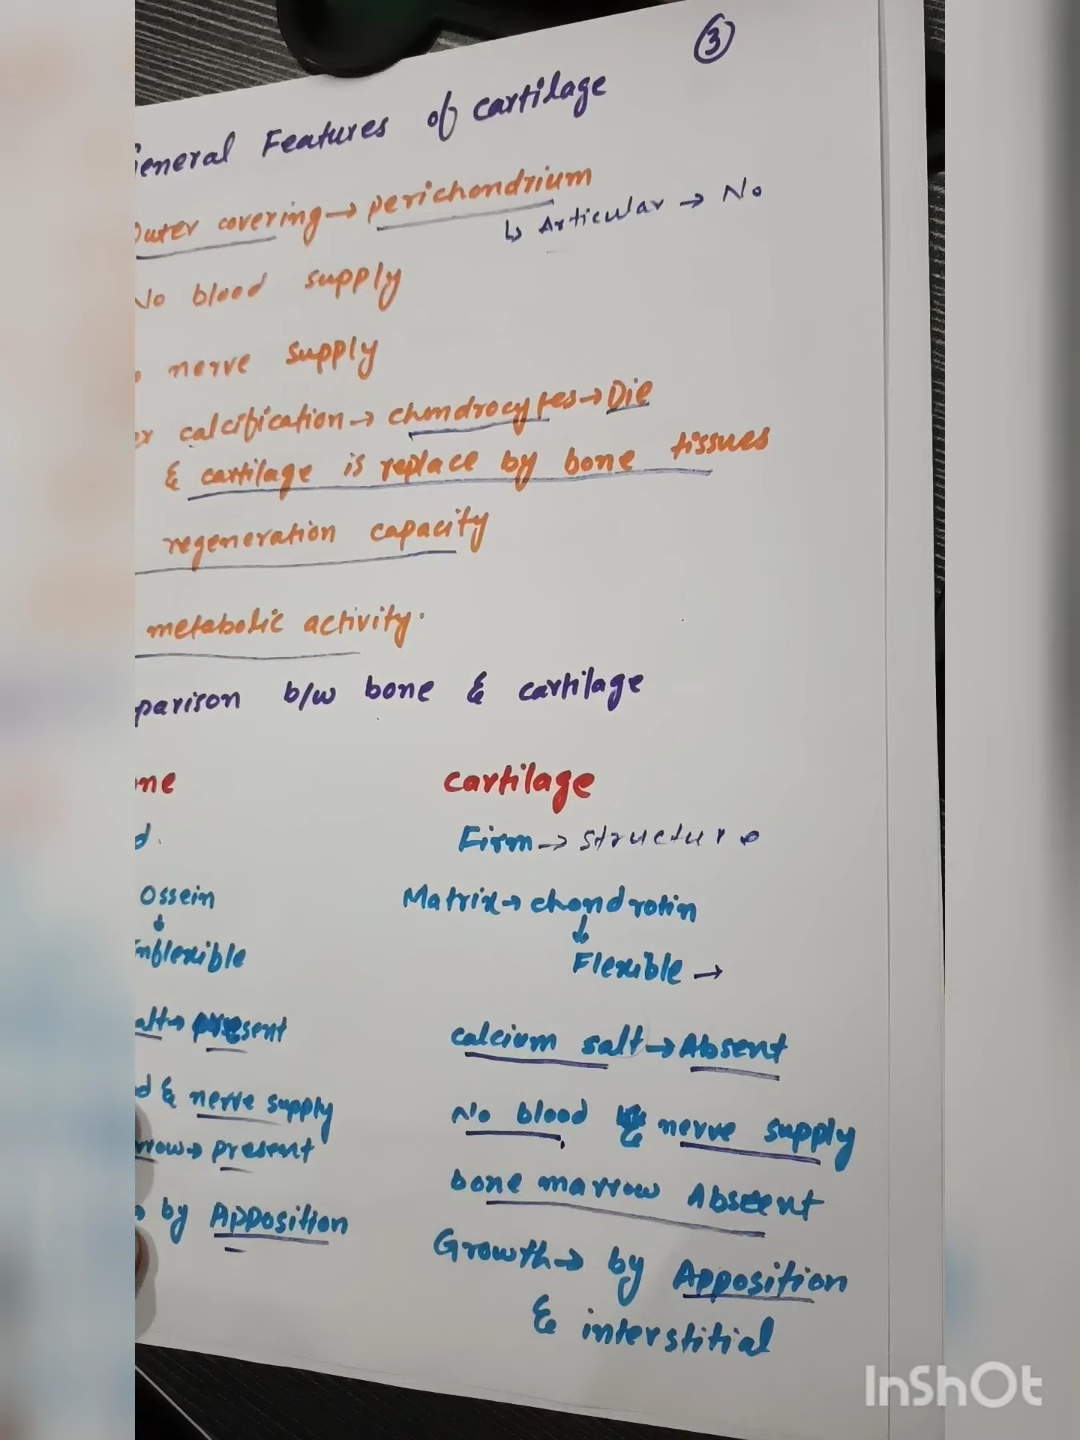 3
General Features of cartilage
Outer covering → perichondrium
↳ Articular → No
No blood supply
nerve supply
calcification → chondrocytes → Die
& cartilage is replace by bone tissues
regeneration capacity
metabolic activity.
parison b/w bone & cartilage
ne cartilage
d. Firm → structure
Ossein Matrix → chondrotin
↓ ↓
Inflexible Flexible →
alt → present calcium salt → Absent
d & nerve supply No blood & nerve supply
rrow → present bone marrow Absent
by Apposition Growth → by Apposition
& interstitial
InShOt